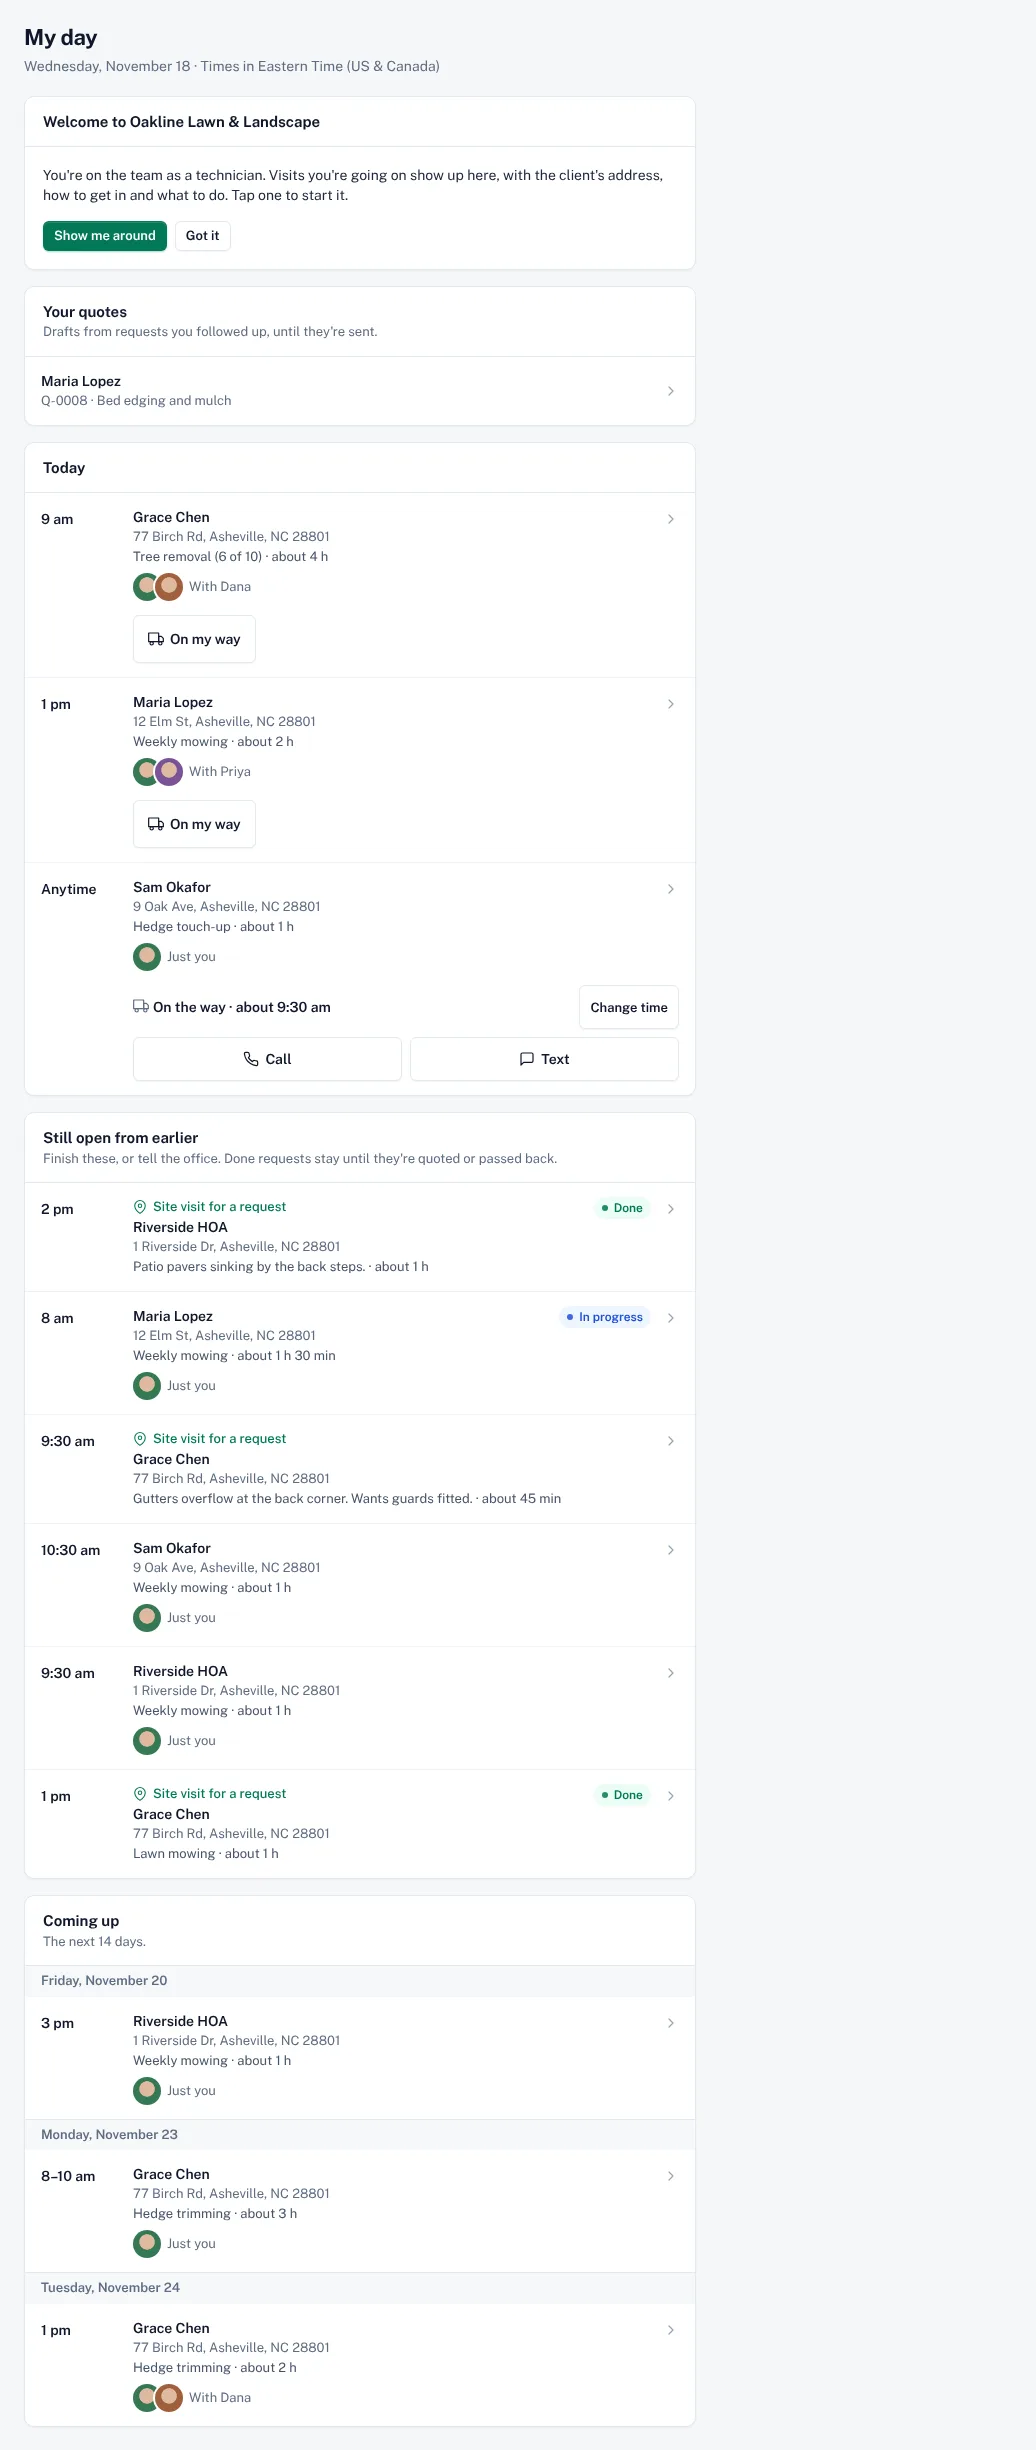 My day
Wednesday, November 18 · Times in Eastern Time (US & Canada)
Welcome to Oakline Lawn & Landscape
You're on the team as a technician. Visits you're going on show up here, with the client's address,
how to get in and what to do. Tap one to start it.
Show me around
Got it
Your quotes
Drafts from requests you followed up, until they're sent.
Maria Lopez
Q-0008 · Bed edging and mulch
Today
9 am
Grace Chen
77 Birch Rd, Asheville, NC 28801
Tree removal (6 of 10) · about 4 h
With Dana
On my way
1 pm
Maria Lopez
12 Elm St, Asheville, NC 28801
Weekly mowing · about 2 h
With Priya
On my way
Anytime
Sam Okafor
9 Oak Ave, Asheville, NC 28801
Hedge touch-up · about 1 h
Just you
On the way · about 9:30 am
Change time
Call
Text
Still open from earlier
Finish these, or tell the office. Done requests stay until they're quoted or passed back.
2 pm
Site visit for a request
Done
Riverside HOA
1 Riverside Dr, Asheville, NC 28801
Patio pavers sinking by the back steps. · about 1 h
8 am
Maria Lopez
In progress
12 Elm St, Asheville, NC 28801
Weekly mowing · about 1 h 30 min
Just you
9:30 am
Site visit for a request
Grace Chen
77 Birch Rd, Asheville, NC 28801
Gutters overflow at the back corner. Wants guards fitted. · about 45 min
10:30 am
Sam Okafor
9 Oak Ave, Asheville, NC 28801
Weekly mowing · about 1 h
Just you
9:30 am
Riverside HOA
1 Riverside Dr, Asheville, NC 28801
Weekly mowing · about 1 h
Just you
1 pm
Site visit for a request
Done
Grace Chen
77 Birch Rd, Asheville, NC 28801
Lawn mowing · about 1 h
Coming up
The next 14 days.
Friday, November 20
3 pm
Riverside HOA
1 Riverside Dr, Asheville, NC 28801
Weekly mowing · about 1 h
Just you
Monday, November 23
8–10 am
Grace Chen
77 Birch Rd, Asheville, NC 28801
Hedge trimming · about 3 h
Just you
Tuesday, November 24
1 pm
Grace Chen
77 Birch Rd, Asheville, NC 28801
Hedge trimming · about 2 h
With Dana